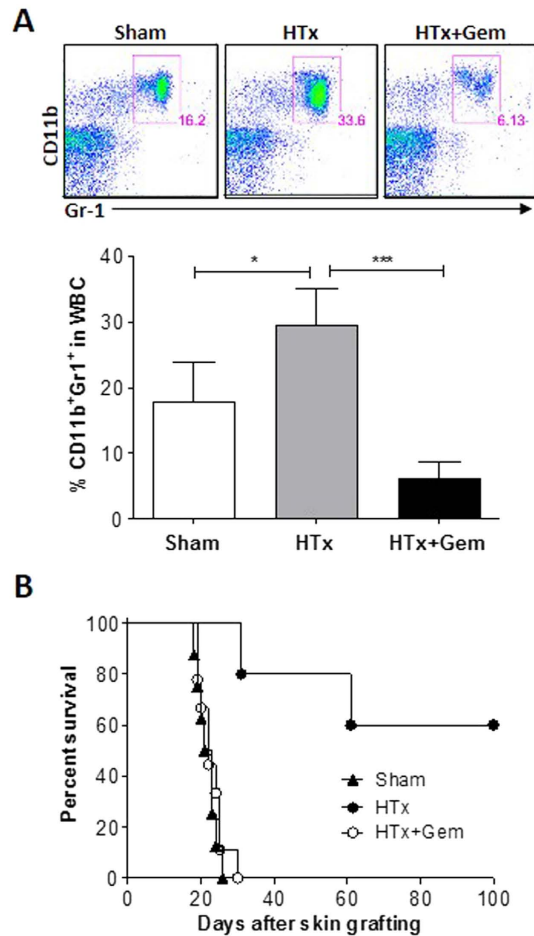 A
Sham HTx HTx+Gem
CD11b
16.2 33.6 6.13
Gr-1
% CD11b+Gr1+ in WBC
40
30
20
10
0
* ***
Sham HTx HTx+Gem
B
Percent survival
100
80
60
40
20
0
Sham
HTx
HTx+Gem
0 20 40 60 80 100
Days after skin grafting